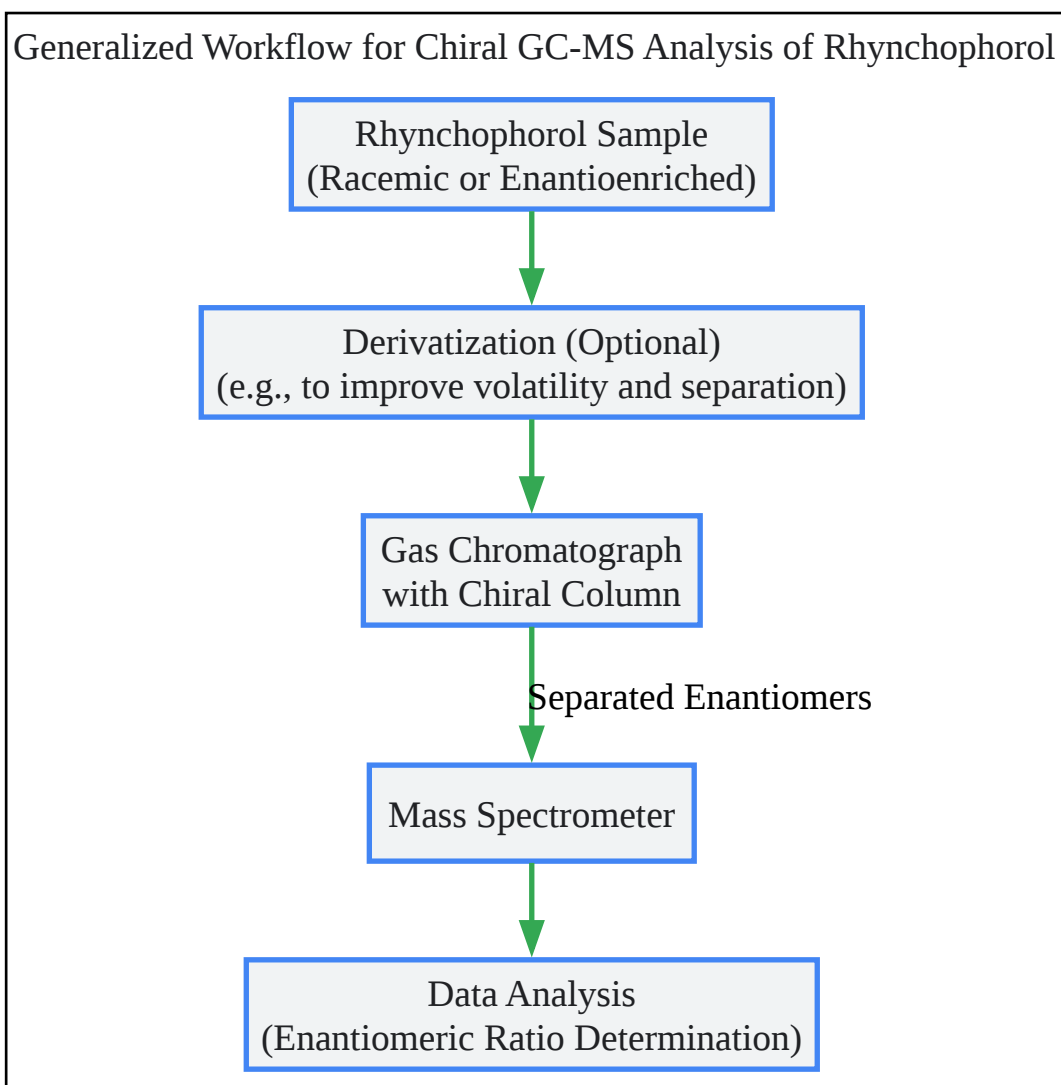 Generalized Workflow for Chiral GC-MS Analysis of Rhynchophorol
Rhynchophorol Sample
(Racemic or Enantioenriched)
Derivatization (Optional)
(e.g., to improve volatility and separation)
Gas Chromatograph
with Chiral Column
Separated Enantiomers
Mass Spectrometer
Data Analysis
(Enantiomeric Ratio Determination)